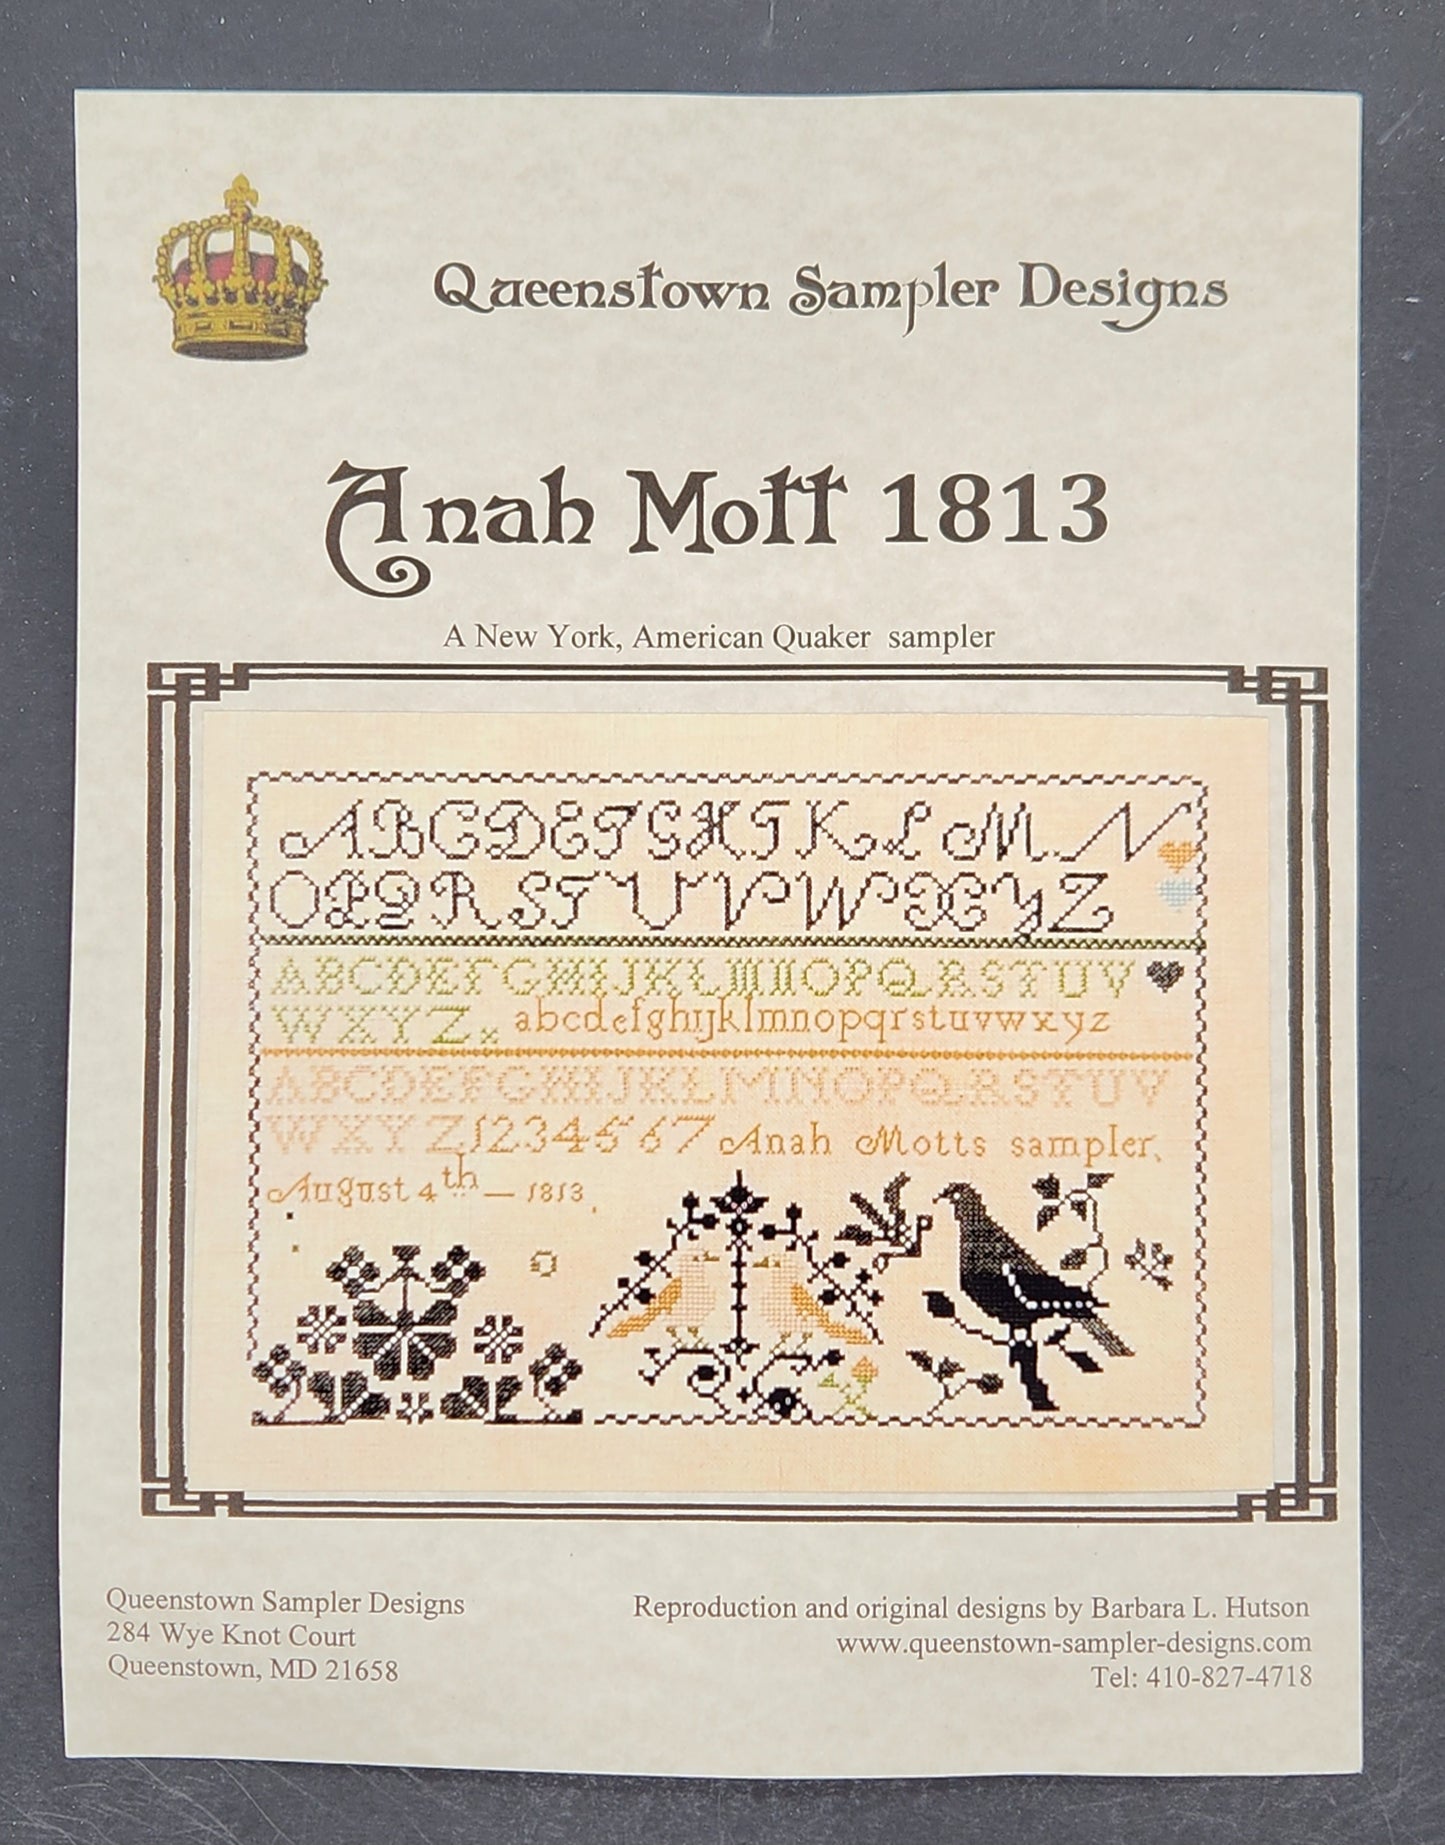 Queenstown Sampler Designs
Anah Mott 1813
A New York, American Quaker sampler
ABCDEFGHIKLMN
OPQRSTUVWXYZ
ABCDEFGHIJKLMNOPQRSTUV
WXYZx abcdefghijklmnopqrstuvwxyz
ABCDEFGHIJKLMNOPQRSTUV
WXYZ1234567 Anah Motts sampler,
August 4th — 1813.
Queenstown Sampler Designs
284 Wye Knot Court
Queenstown, MD 21658
Reproduction and original designs by Barbara L. Hutson
www.queenstown-sampler-designs.com
Tel: 410-827-4718